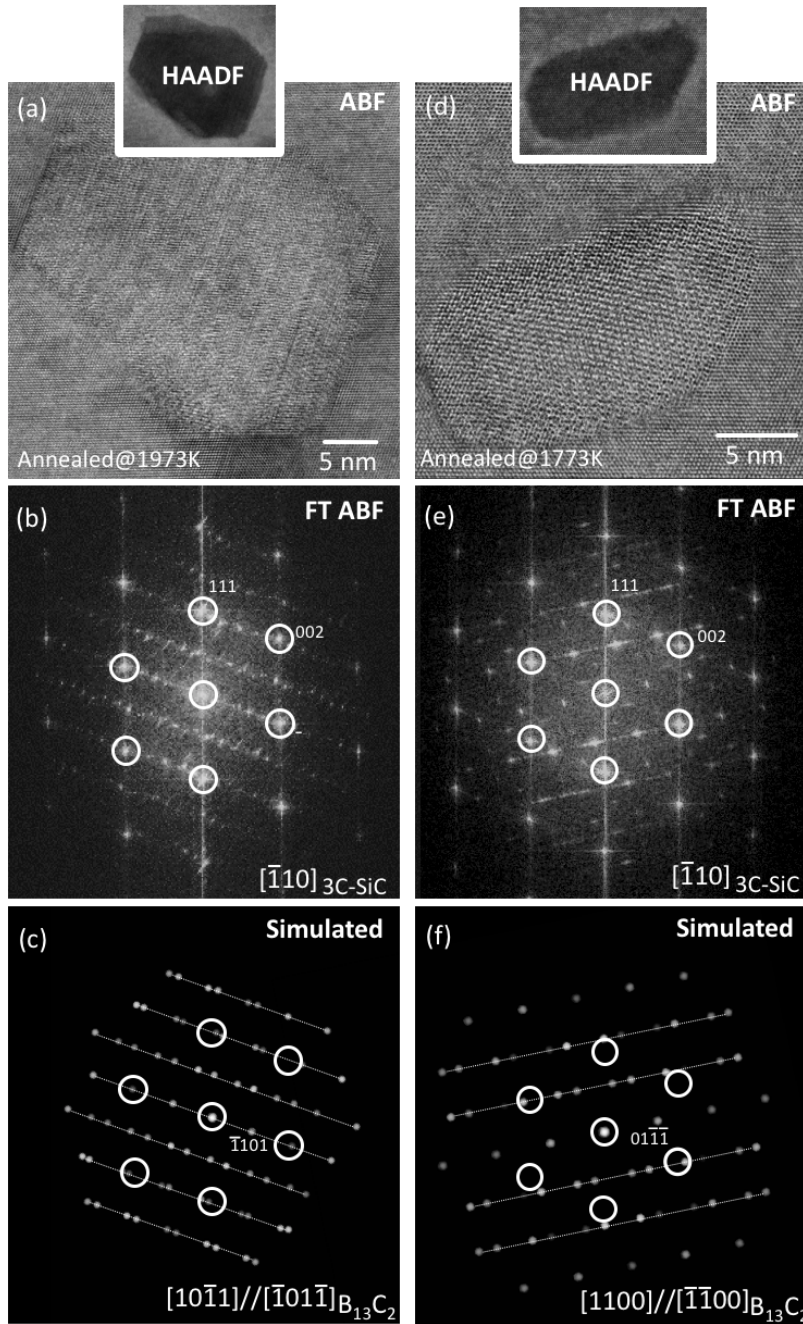 HAADF
(a)
ABF
Annealed@1973K
5 nm
(b)
FT ABF
111
002
[1̅10] 3C-SiC
(c)
Simulated
1̅101
[101̅1]//[1̅011̅]B₁₃C₂
HAADF
(d)
ABF
Annealed@1773K
5 nm
(e)
FT ABF
111
002
[1̅10] 3C-SiC
(f)
Simulated
011̅1̅
[1100]//[1̅1̅00]B₁₃C₂